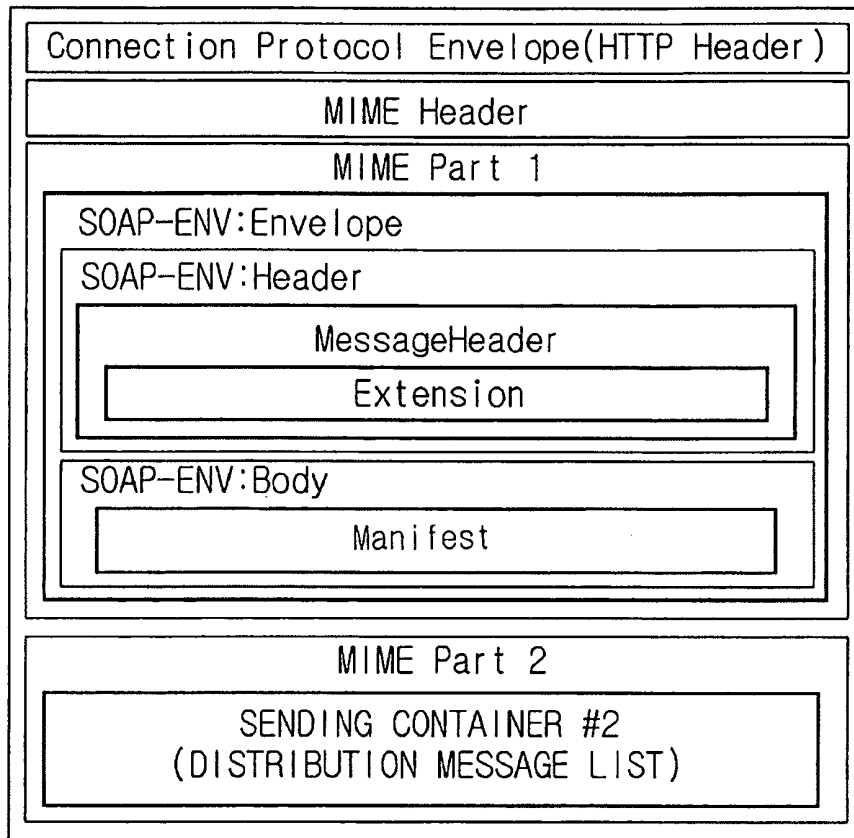 Connection Protocol Envelope(HTTP Header)
MIME Header
MIME Part 1
SOAP-ENV:Envelope
SOAP-ENV:Header
MessageHeader
Extension
SOAP-ENV:Body
Manifest
MIME Part 2
SENDING CONTAINER #2
(DISTRIBUTION MESSAGE LIST)